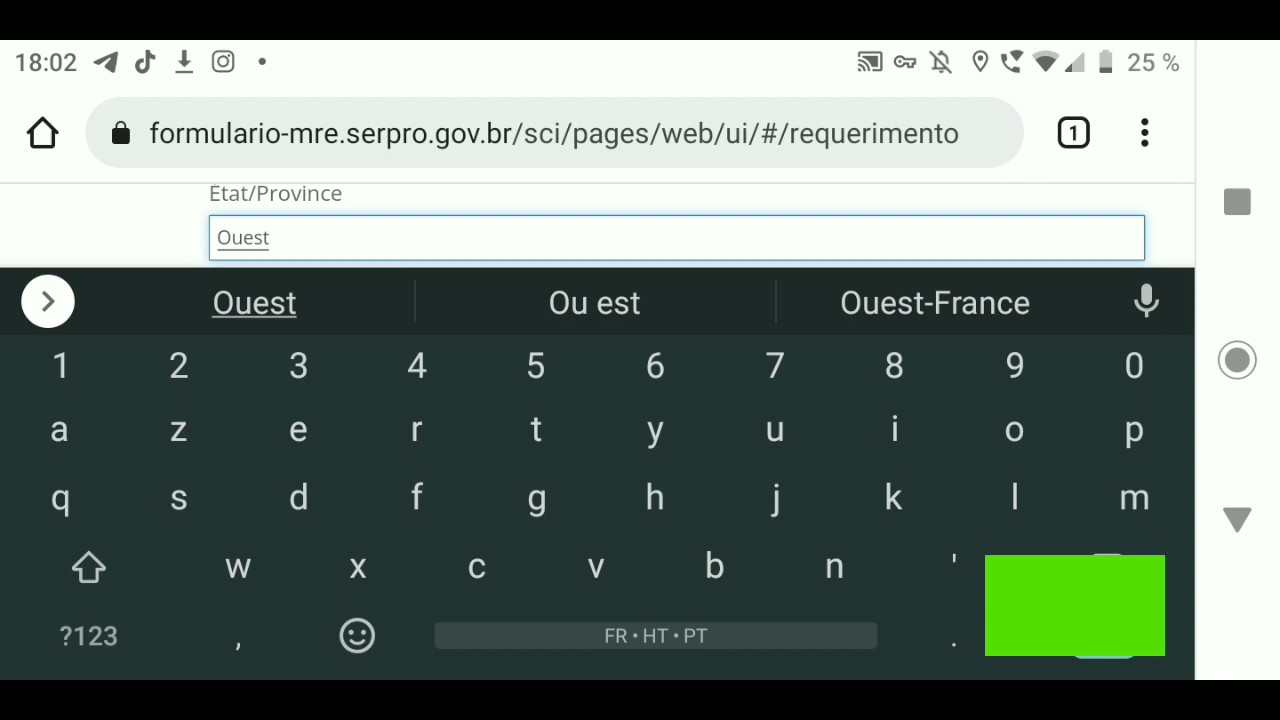 18:02 25 %
formulario-mre.serpro.gov.br/sci/pages/web/ui/#/requerimento 1
État/Province
Ouest
Ouest Ou est Ouest-France
1 2 3 4 5 6 7 8 9 0
a z e r t y u i o p
q s d f g h j k l m
w x c v b n '
?123 , FR • HT • PT .